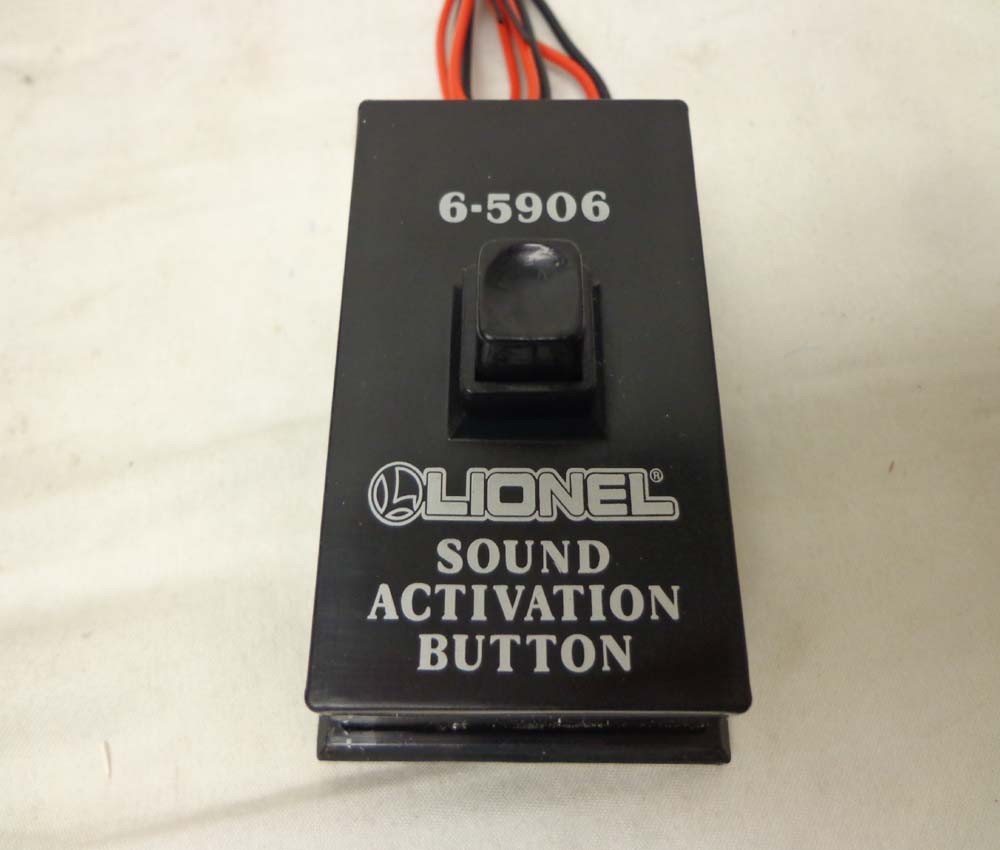 6-5906
LIONEL®
SOUND
ACTIVATION
BUTTON